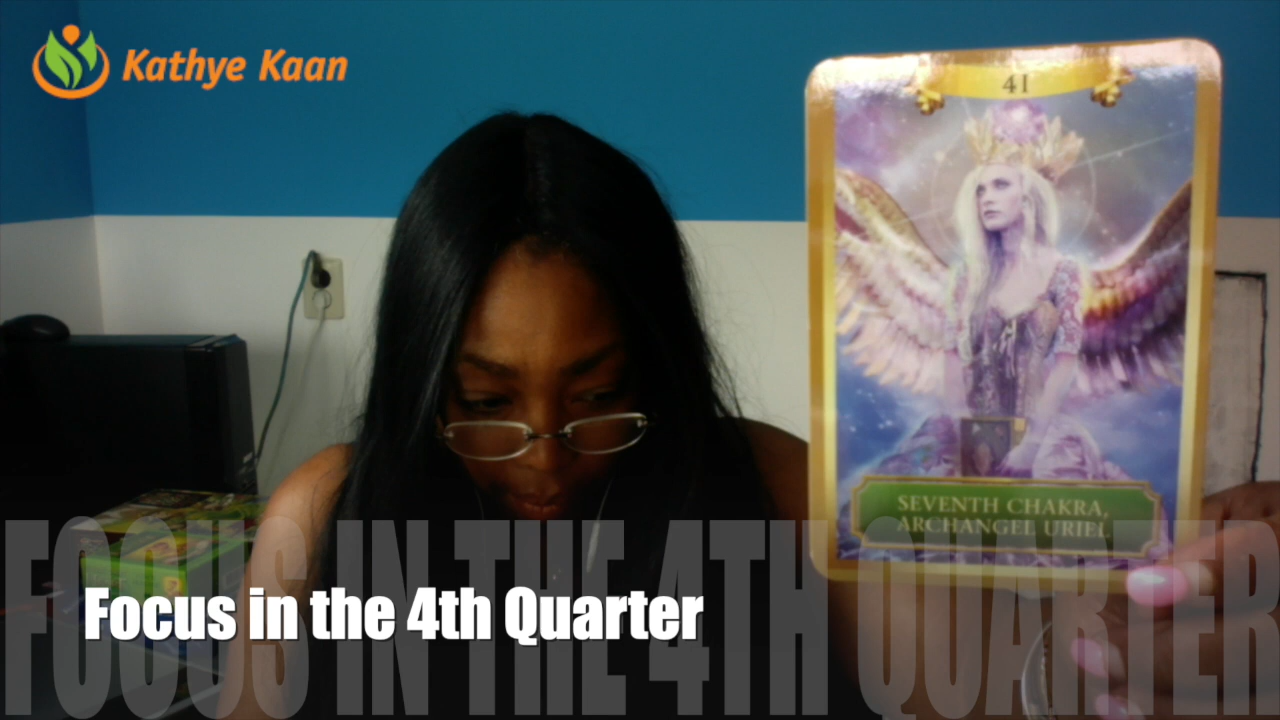 Kathye Kaan
41
SEVENTH CHAKRA,
ARCHANGEL URIEL
FOCUS IN THE 4TH QUARTER
Focus in the 4th Quarter